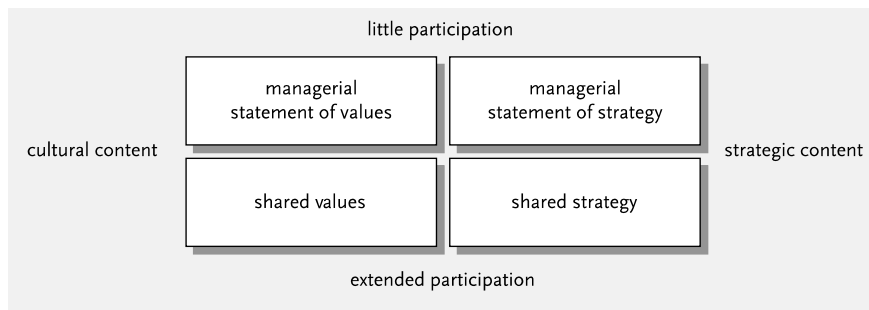 little participation
managerial
statement of values
managerial
statement of strategy
cultural content
strategic content
shared values
shared strategy
extended participation